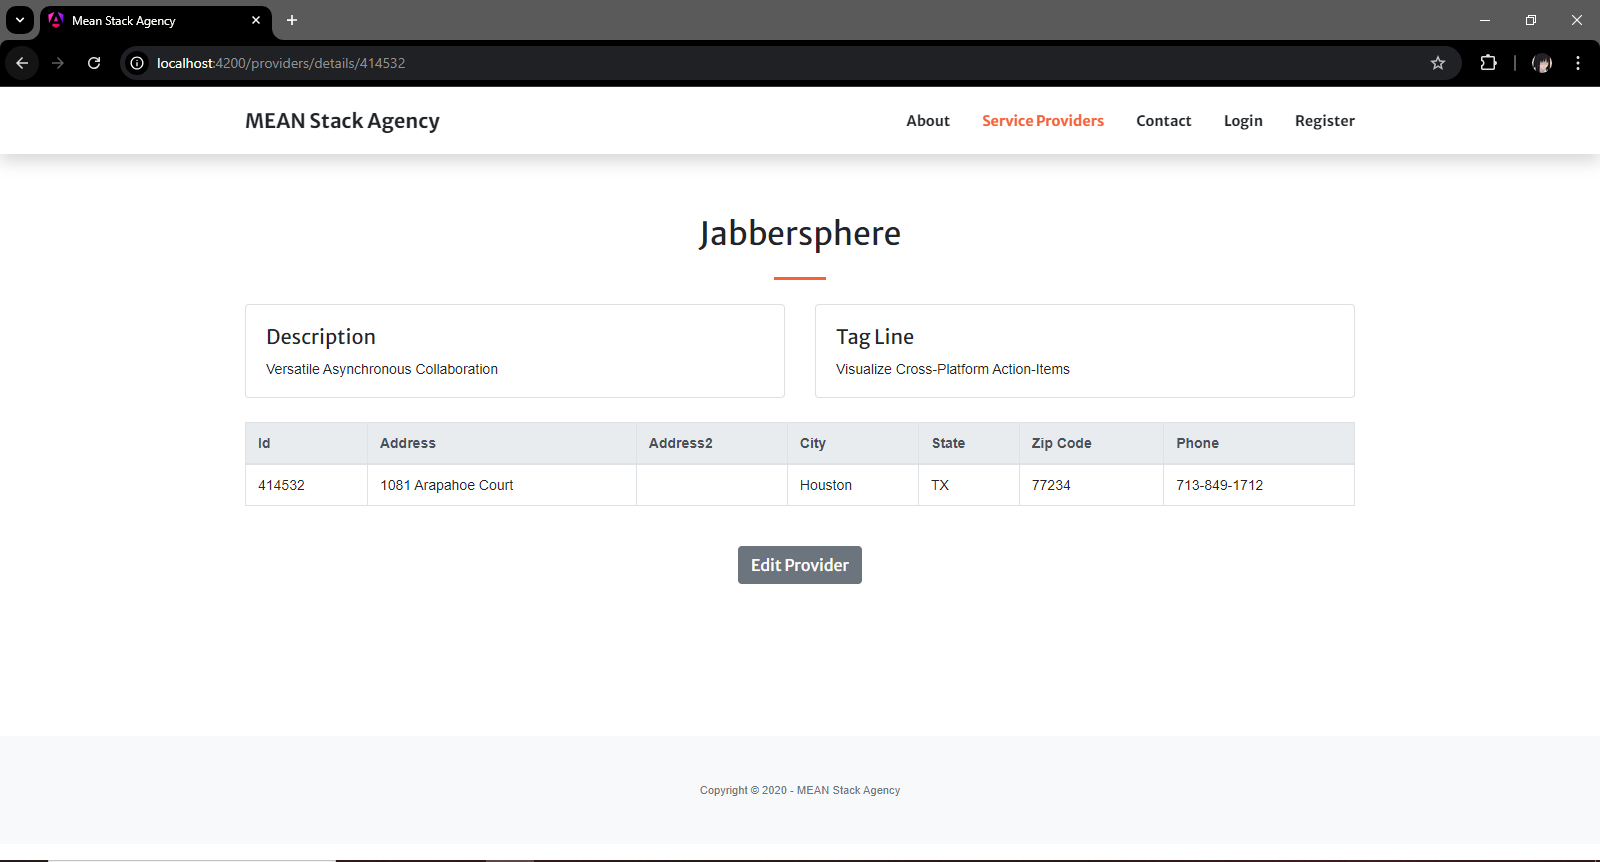 Mean Stack Agency
localhost:4200/providers/details/414532
MEAN Stack Agency
About Service Providers Contact Login Register
Jabbersphere
Description
Versatile Asynchronous Collaboration
Tag Line
Visualize Cross-Platform Action-Items
Id Address Address2 City State Zip Code Phone
414532 1081 Arapahoe Court Houston TX 77234 713-849-1712
Edit Provider
Copyright © 2020 - MEAN Stack Agency